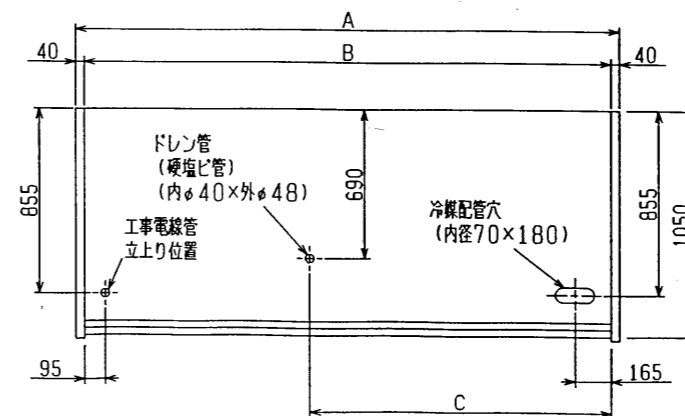 A
40
B
40
ドレン管
(硬塩ビ管)
(内φ40×外φ48)
855
690
855
1050
冷媒配管穴
(内径70×180)
工事電線管
立上り位置
95
165
C